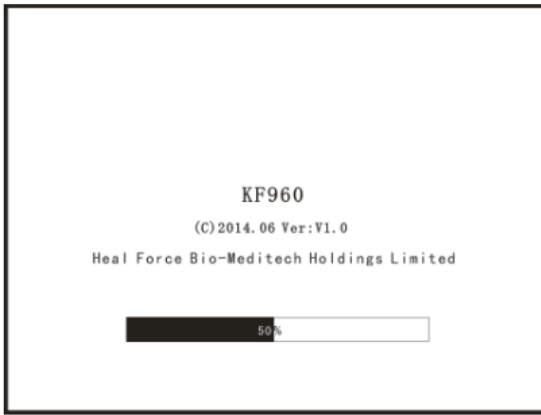 KF960
(C)2014.06 Ver:V1.0
Heal Force Bio-Meditech Holdings Limited
50%